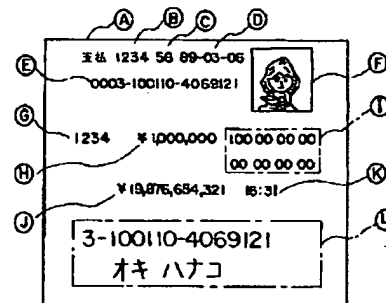 Ⓐ Ⓑ Ⓒ Ⓓ
支払 1234 56 89-03-06
Ⓔ 0003-100110-4069121 Ⓕ
Ⓖ Ⓘ
1234 ¥1,000,000 100 00 00 00
Ⓗ 00 00 00 00
Ⓚ
Ⓙ ¥19,876,654,321 16:31
Ⓛ
3-100110-4069121
オキ ハナコ